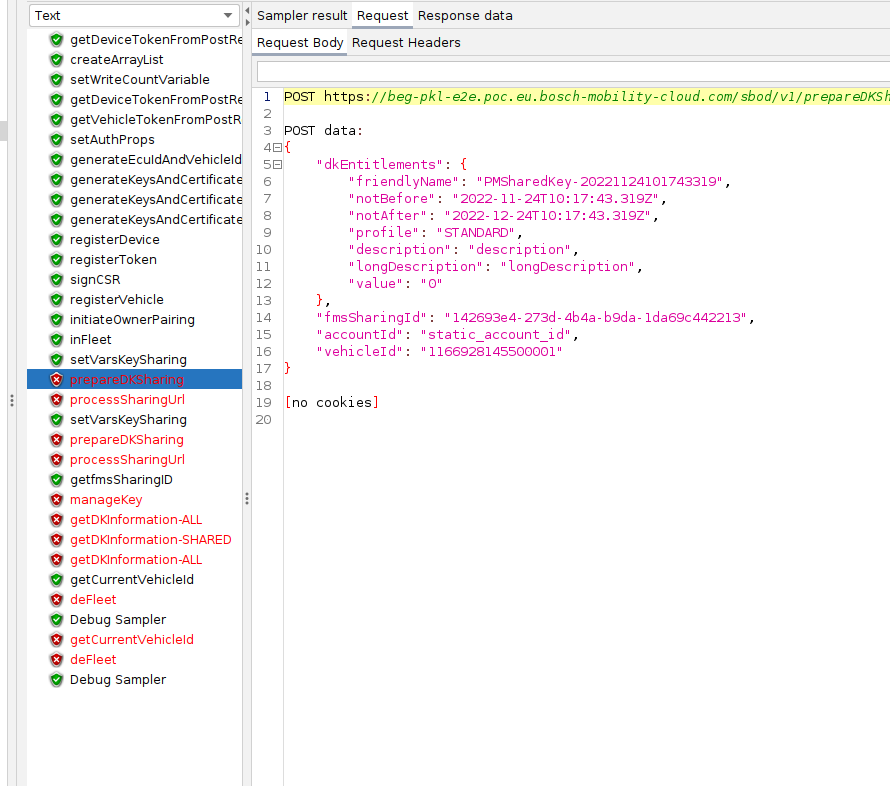 Text
getDeviceTokenFromPostRe
createArrayList
setWriteCountVariable
getDeviceTokenFromPostRe
getVehicleTokenFromPostR
setAuthProps
generateEcuIdAndVehicleId
generateKeysAndCertificate
generateKeysAndCertificate
generateKeysAndCertificate
registerDevice
registerToken
signCSR
registerVehicle
initiateOwnerPairing
inFleet
setVarsKeySharing
prepareDKSharing
processSharingUrl
setVarsKeySharing
prepareDKSharing
processSharingUrl
getfmsSharingID
manageKey
getDKInformation-ALL
getDKInformation-SHARED
getDKInformation-ALL
getCurrentVehicleId
deFleet
Debug Sampler
getCurrentVehicleId
deFleet
Debug Sampler
Sampler result Request Response data
Request Body Request Headers
1 POST https://beg-pkl-e2e.poc.eu.bosch-mobility-cloud.com/sbod/v1/prepareDKSh
2
3 POST data:
4 {
5 "dkEntitlements": {
6 "friendlyName": "PMSharedKey-20221124101743319",
7 "notBefore": "2022-11-24T10:17:43.319Z",
8 "notAfter": "2022-12-24T10:17:43.319Z",
9 "profile": "STANDARD",
10 "description": "description",
11 "longDescription": "longDescription",
12 "value": "0"
13 },
14 "fmsSharingId": "142693e4-273d-4b4a-b9da-1da69c442213",
15 "accountId": "static_account_id",
16 "vehicleId": "1166928145500001"
17 }
18
19 [no cookies]
20